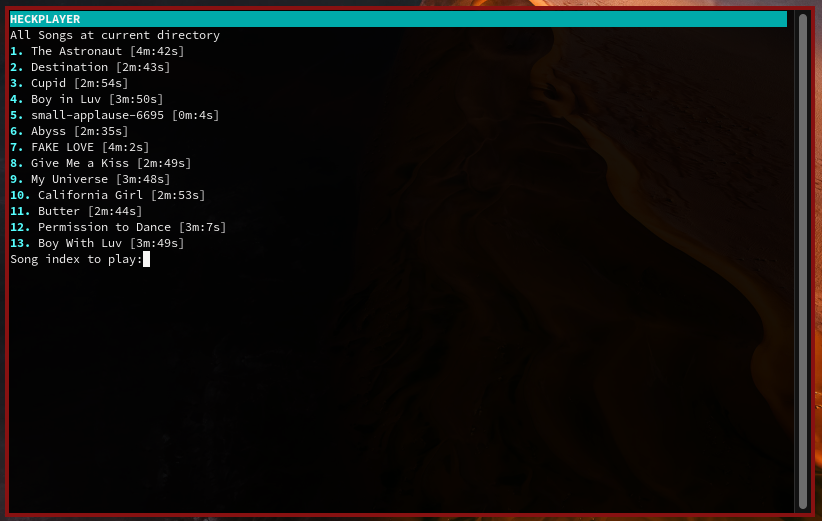 HECKPLAYER
All Songs at current directory
1. The Astronaut [4m:42s]
2. Destination [2m:43s]
3. Cupid [2m:54s]
4. Boy in Luv [3m:50s]
5. small-applause-6695 [0m:4s]
6. Abyss [2m:35s]
7. FAKE LOVE [4m:2s]
8. Give Me a Kiss [2m:49s]
9. My Universe [3m:48s]
10. California Girl [2m:53s]
11. Butter [2m:44s]
12. Permission to Dance [3m:7s]
13. Boy With Luv [3m:49s]
Song index to play: